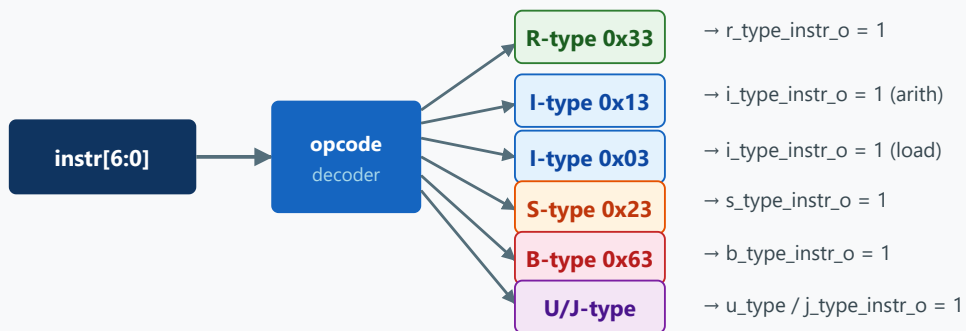 R-type 0x33 → r_type_instr_o = 1
I-type 0x13 → i_type_instr_o = 1 (arith)
instr[6:0]
opcode
decoder
I-type 0x03 → i_type_instr_o = 1 (load)
S-type 0x23 → s_type_instr_o = 1
B-type 0x63 → b_type_instr_o = 1
U/J-type → u_type / j_type_instr_o = 1